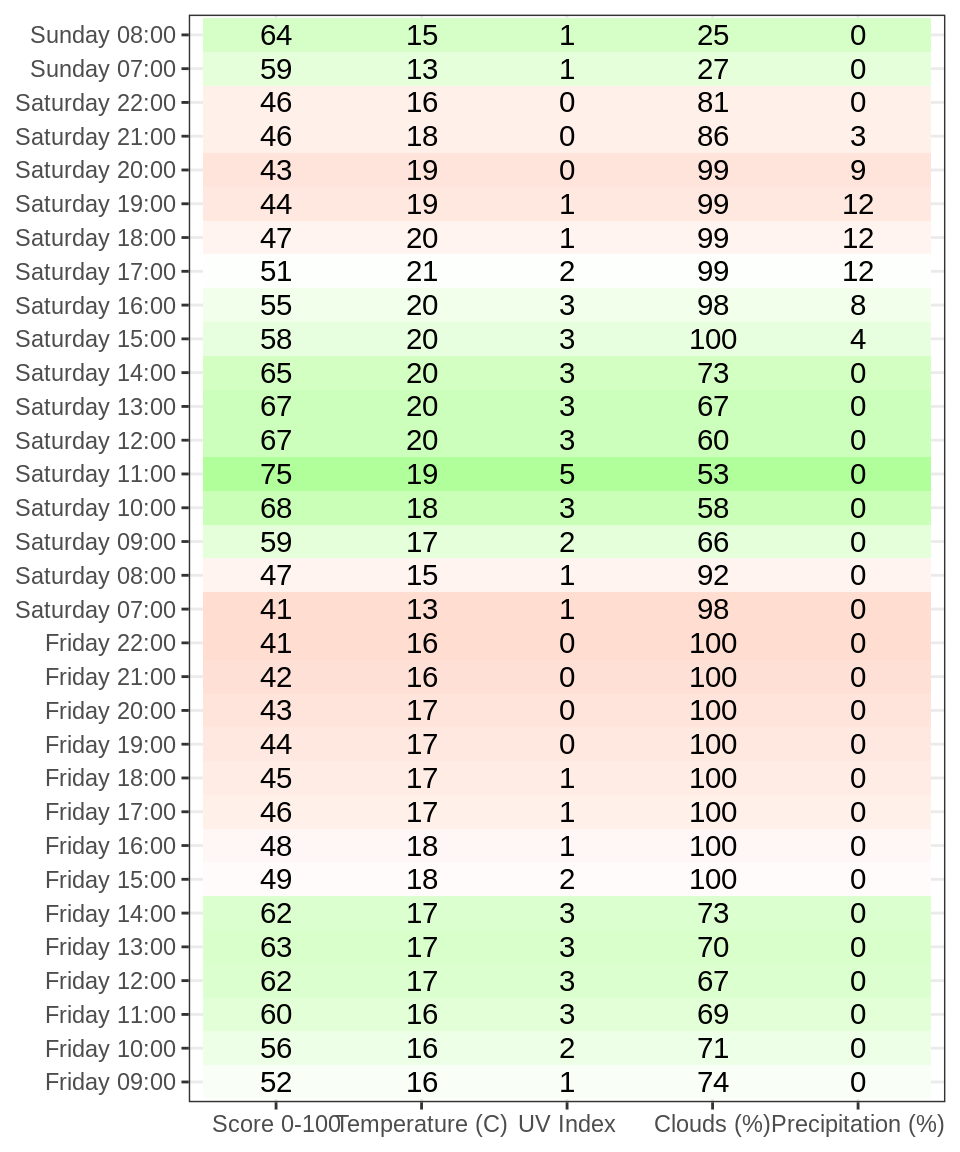 Sunday 08:00 64 15 1 25 0
Sunday 07:00 59 13 1 27 0
Saturday 22:00 46 16 0 81 0
Saturday 21:00 46 18 0 86 3
Saturday 20:00 43 19 0 99 9
Saturday 19:00 44 19 1 99 12
Saturday 18:00 47 20 1 99 12
Saturday 17:00 51 21 2 99 12
Saturday 16:00 55 20 3 98 8
Saturday 15:00 58 20 3 100 4
Saturday 14:00 65 20 3 73 0
Saturday 13:00 67 20 3 67 0
Saturday 12:00 67 20 3 60 0
Saturday 11:00 75 19 5 53 0
Saturday 10:00 68 18 3 58 0
Saturday 09:00 59 17 2 66 0
Saturday 08:00 47 15 1 92 0
Saturday 07:00 41 13 1 98 0
Friday 22:00 41 16 0 100 0
Friday 21:00 42 16 0 100 0
Friday 20:00 43 17 0 100 0
Friday 19:00 44 17 0 100 0
Friday 18:00 45 17 1 100 0
Friday 17:00 46 17 1 100 0
Friday 16:00 48 18 1 100 0
Friday 15:00 49 18 2 100 0
Friday 14:00 62 17 3 73 0
Friday 13:00 63 17 3 70 0
Friday 12:00 62 17 3 67 0
Friday 11:00 60 16 3 69 0
Friday 10:00 56 16 2 71 0
Friday 09:00 52 16 1 74 0
Score 0-100 Temperature (C) UV Index Clouds (%) Precipitation (%)